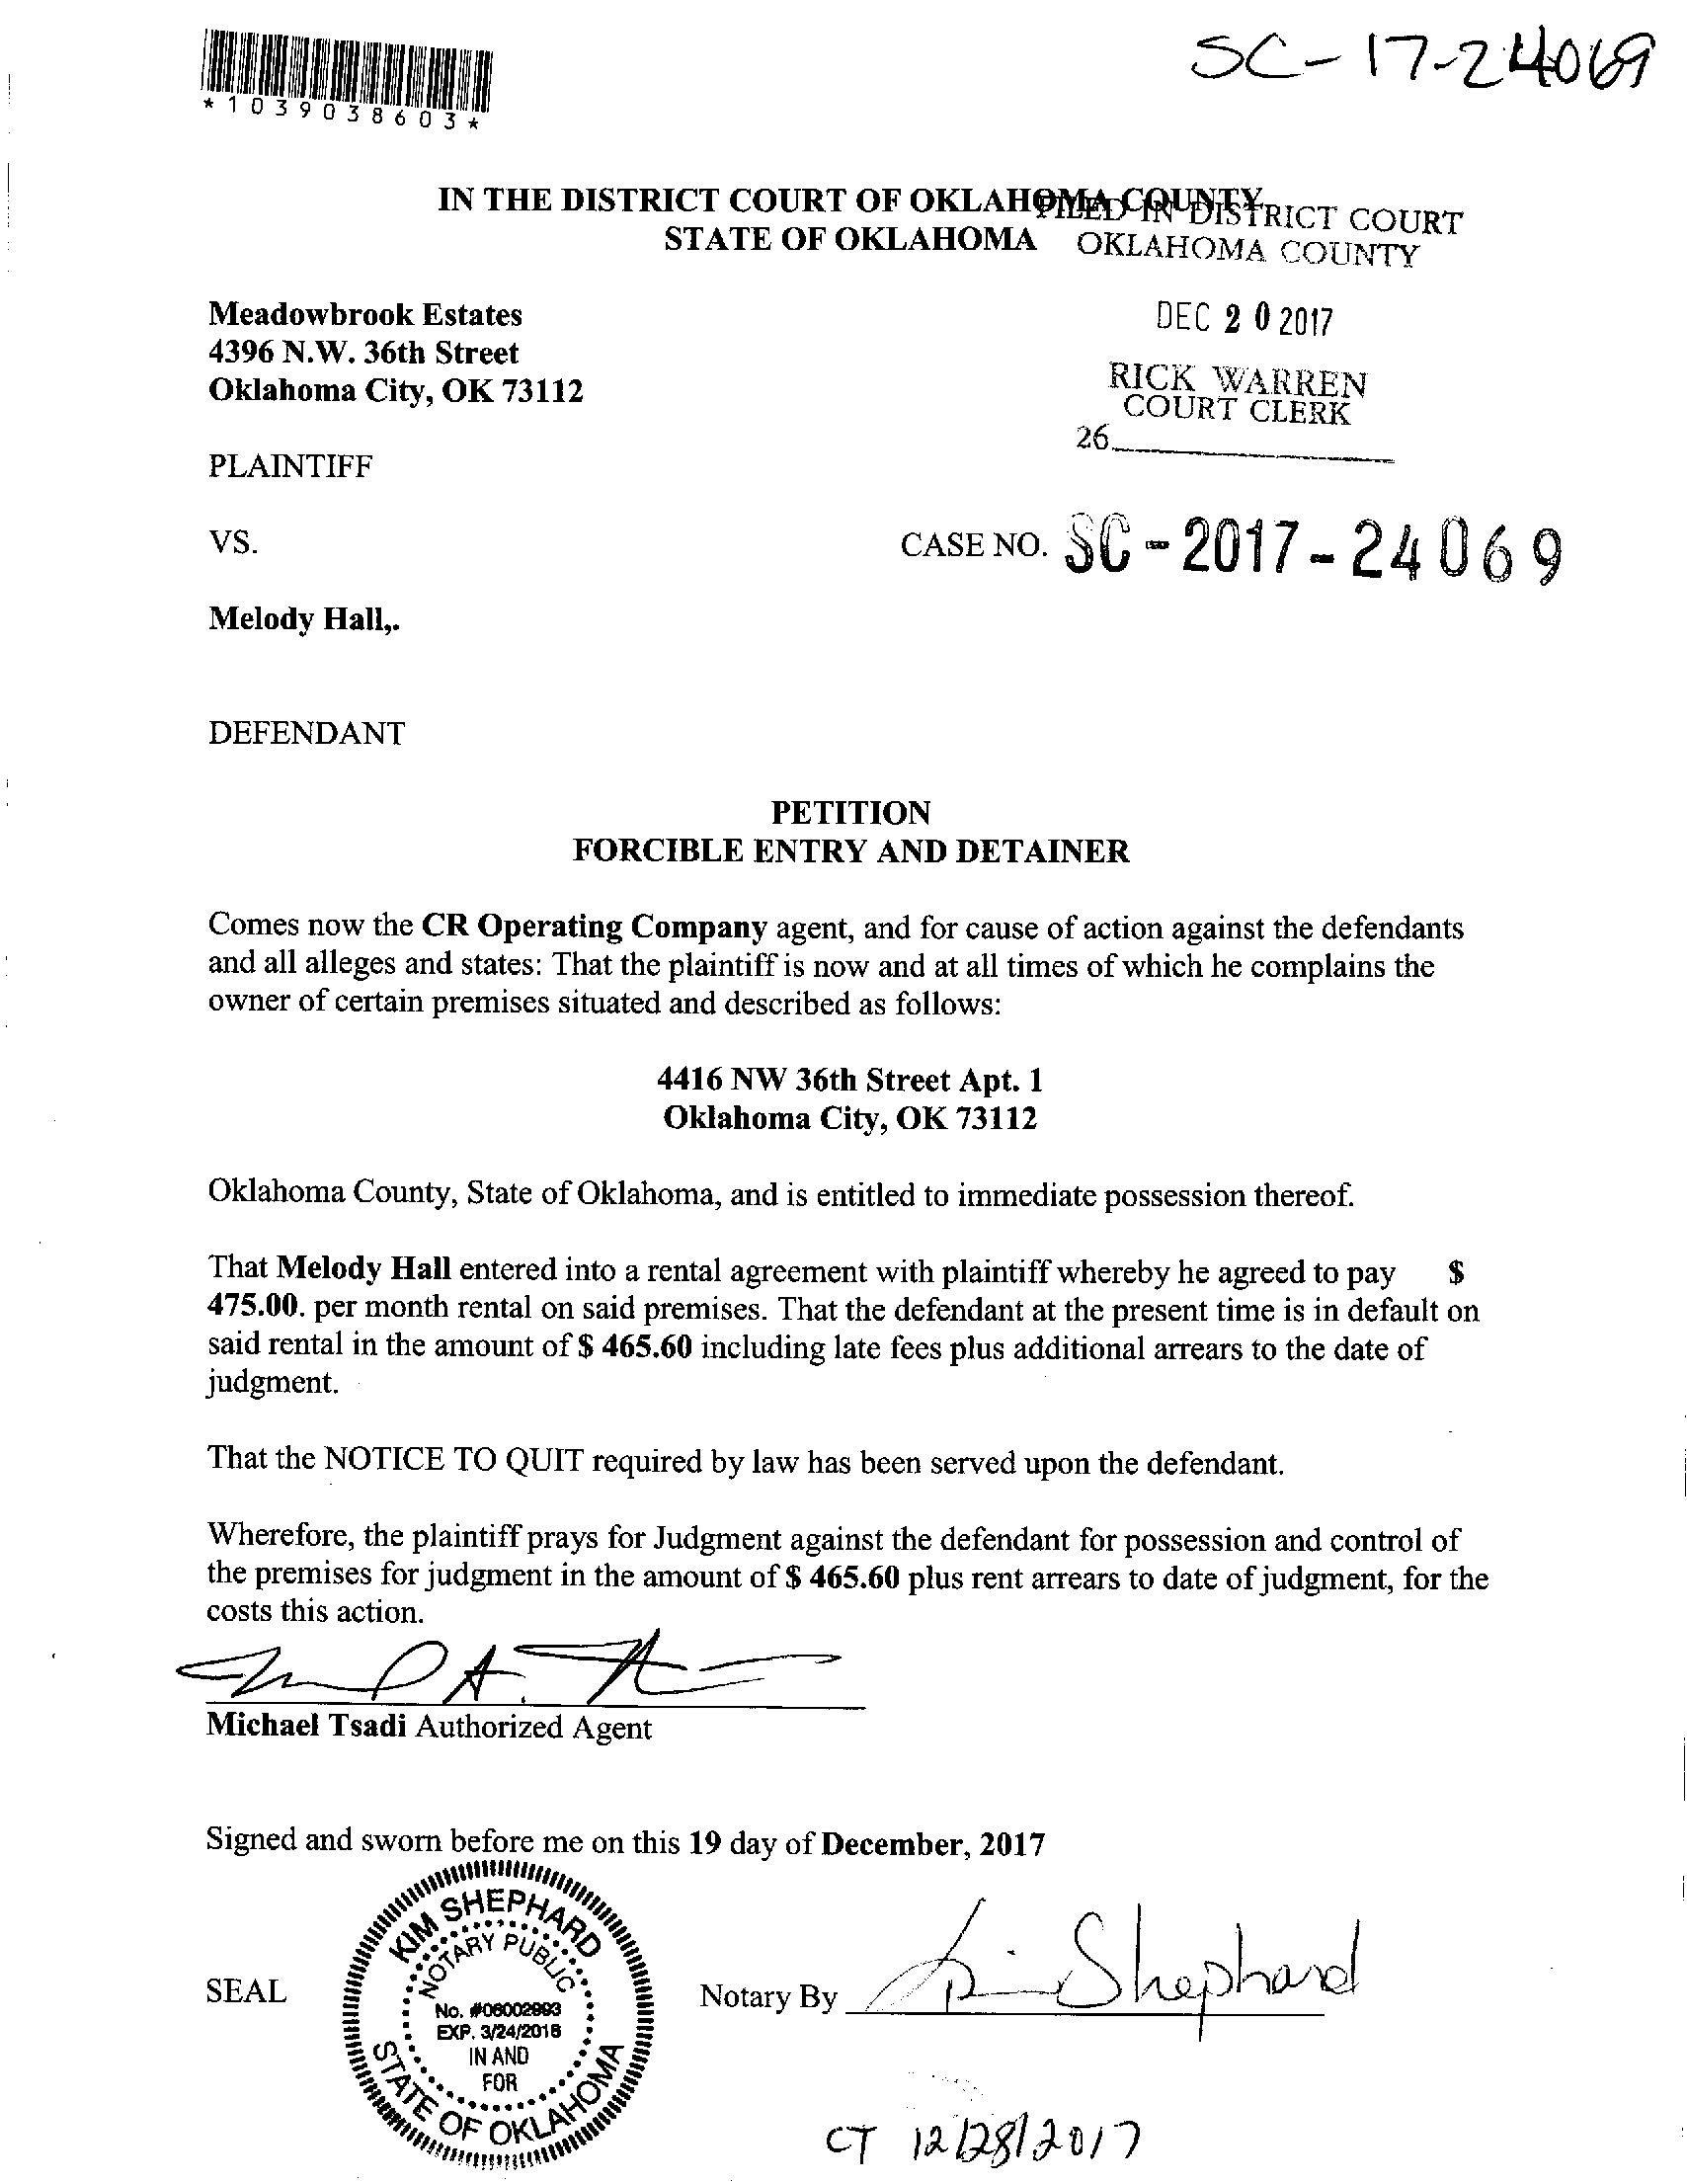 SC-17-24069
*1039038603*
IN THE DISTRICT COURT OF OKLAHOMA COUNTY
STATE OF OKLAHOMA
FILED IN DISTRICT COURT
OKLAHOMA COUNTY
Meadowbrook Estates
4396 N.W. 36th Street
Oklahoma City, OK 73112
DEC 20 2017
RICK WARREN
COURT CLERK
26
PLAINTIFF
VS.
CASE NO. SC-2017-24069
Melody Hall,.
DEFENDANT
PETITION
FORCIBLE ENTRY AND DETAINER
Comes now the CR Operating Company agent, and for cause of action against the defendants
and all alleges and states: That the plaintiff is now and at all times of which he complains the
owner of certain premises situated and described as follows:
4416 NW 36th Street Apt. 1
Oklahoma City, OK 73112
Oklahoma County, State of Oklahoma, and is entitled to immediate possession thereof.
That Melody Hall entered into a rental agreement with plaintiff whereby he agreed to pay $
475.00. per month rental on said premises. That the defendant at the present time is in default on
said rental in the amount of $ 465.60 including late fees plus additional arrears to the date of
judgment.
That the NOTICE TO QUIT required by law has been served upon the defendant.
Wherefore, the plaintiff prays for Judgment against the defendant for possession and control of
the premises for judgment in the amount of $ 465.60 plus rent arrears to date of judgment, for the
costs this action.
Michael Tsadi Authorized Agent
Signed and sworn before me on this 19 day of December, 2017
SEAL
KIM SHEPHARD
NOTARY PUBLIC
No. #06002993
EXP. 3/24/2018
IN AND
FOR
STATE OF OKLAHOMA
Notary By Kim Shephard
CT 12/28/2017